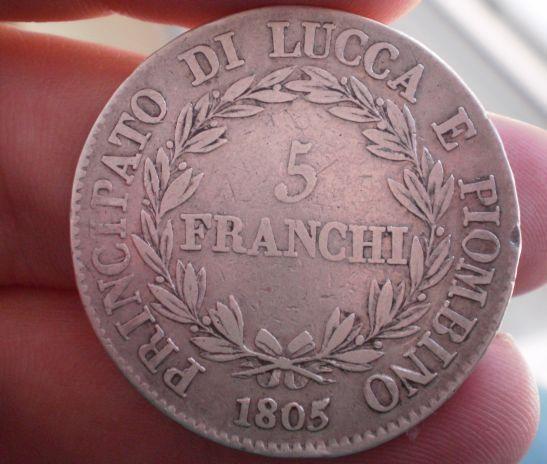 PRINCIPATO DI LUCCA E PIOMBINO
5
FRANCHI
1805